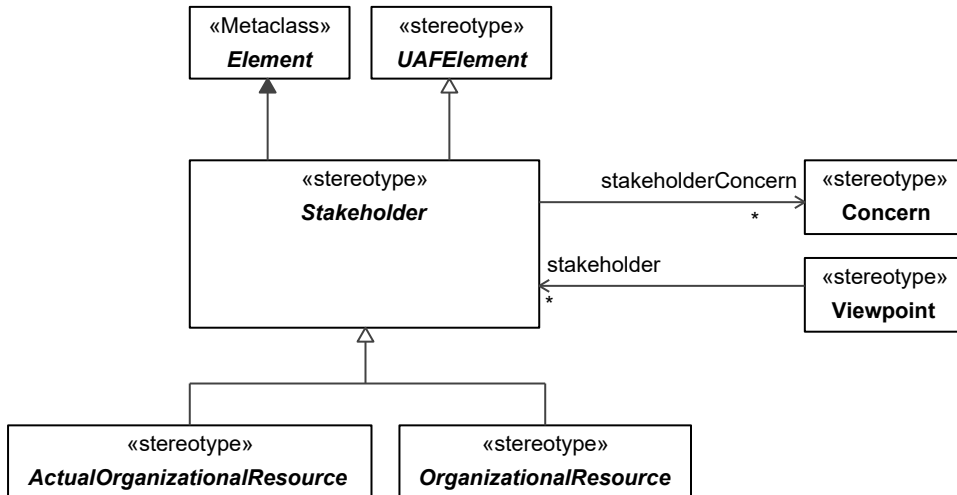 «Metaclass»
Element
«stereotype»
UAFElement
«stereotype»
Stakeholder
stakeholderConcern
*
«stereotype»
Concern
stakeholder
*
«stereotype»
Viewpoint
«stereotype»
ActualOrganizationalResource
«stereotype»
OrganizationalResource